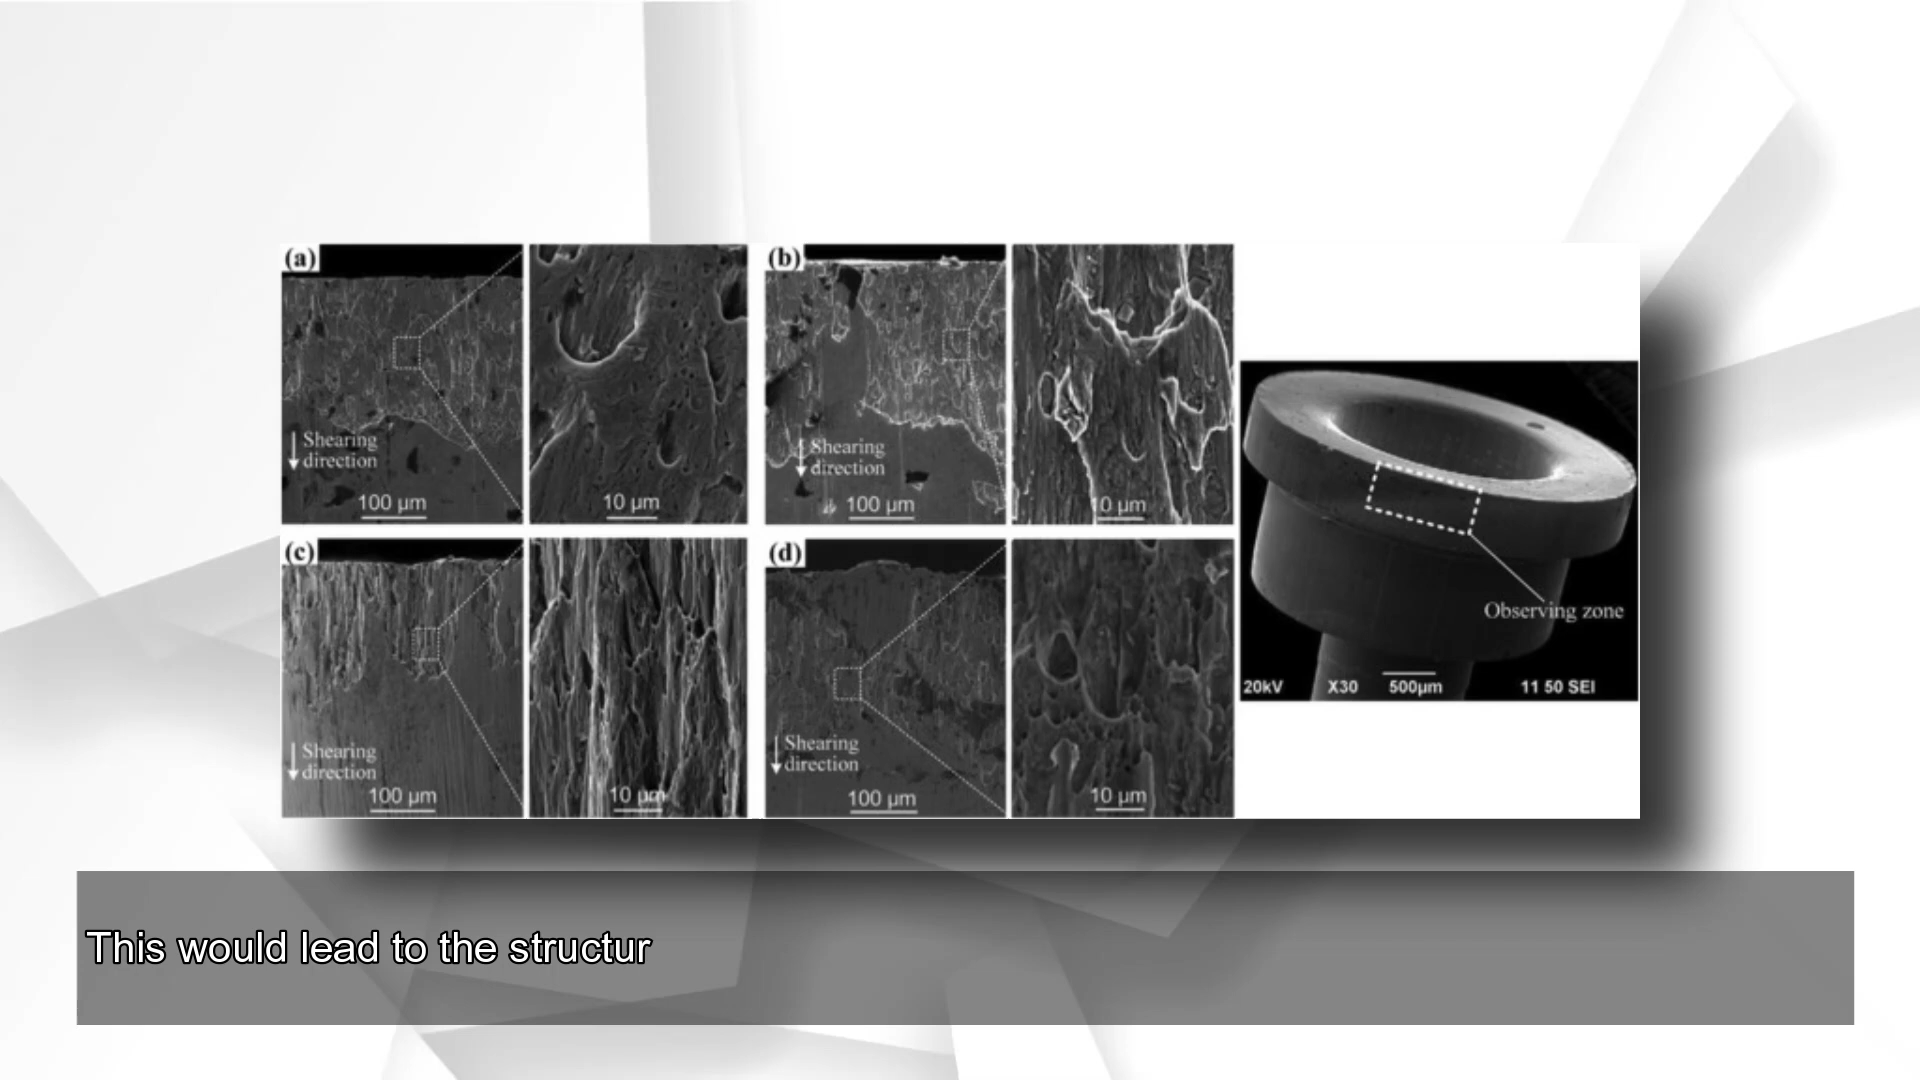 (a)
Shearing
direction
100 µm
10 µm
(b)
Shearing
direction
100 µm
10 µm
(c)
Shearing
direction
100 µm
10 µm
(d)
Shearing
direction
100 µm
10 µm
Observing zone
20kV X30 500µm 11 50 SEI
This would lead to the structur